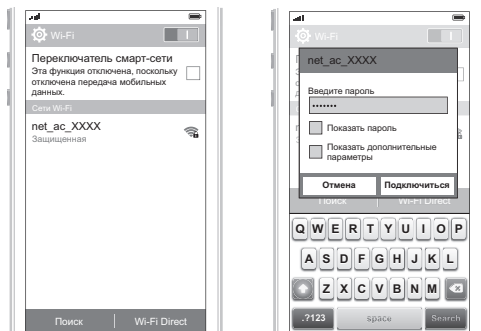 Wi-Fi
Переключатель смарт-сети
Эта функция отключена, поскольку
отключена передача мобильных
данных.
Сети Wi-Fi
net_ac_XXXX
Защищенная
Поиск
Wi-Fi Direct
Wi-Fi
net_ac_XXXX
Введите пароль
•••••••
Показать пароль
Показать дополнительные
параметры
Отмена
Подключиться
Поиск
Wi-Fi Direct
Q W E R T Y U I O P
A S D F G H J K L
Z X C V B N M
.?123
space
Search